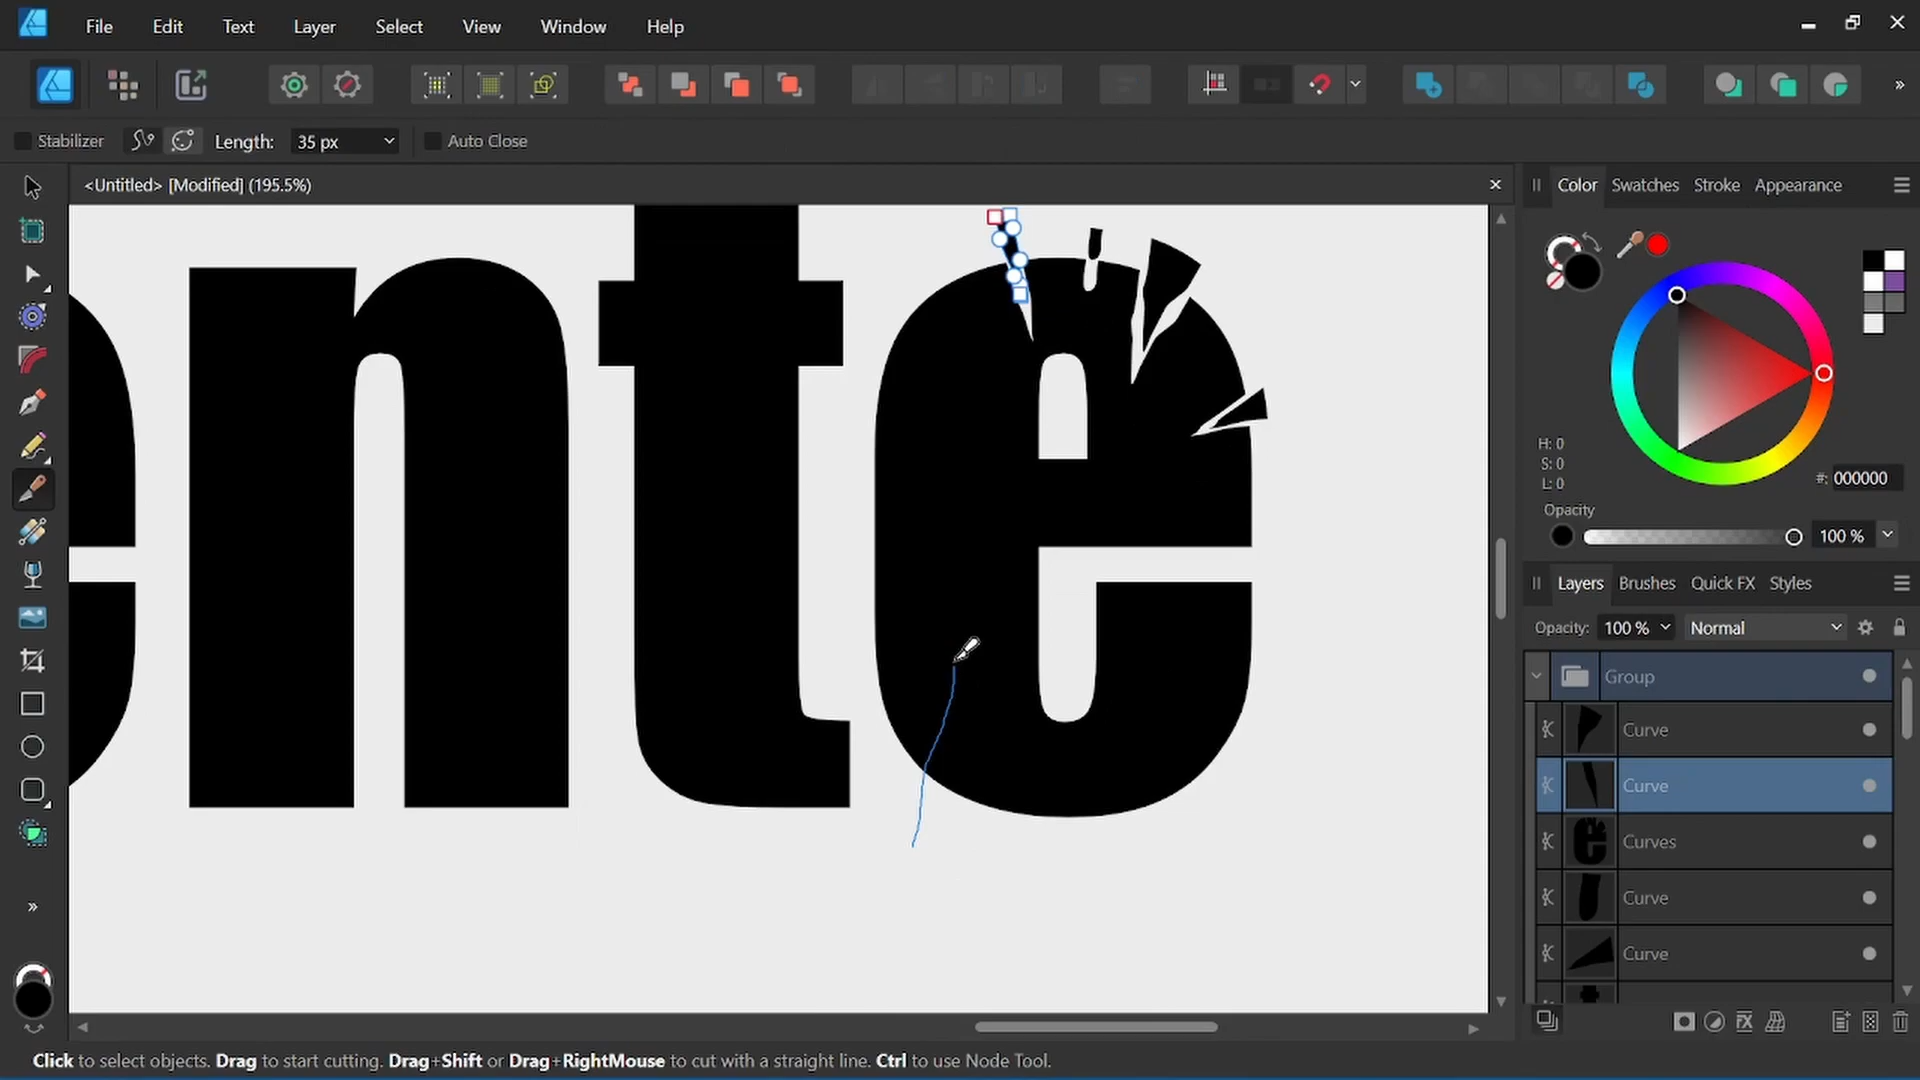 File Edit Text Layer Select View Window Help
Stabilizer Length: 35 px Auto Close
<Untitled> [Modified] (195.5%)
Color Swatches Stroke Appearance
H: 0
S: 0
L: 0
#: 000000
Opacity
100 %
Layers Brushes Quick FX Styles
Opacity: 100 % Normal
Group
Curve
Curve
Curves
Curve
Curve
ente
Click to select objects. Drag to start cutting. Drag+Shift or Drag+RightMouse to cut with a straight line. Ctrl to use Node Tool.